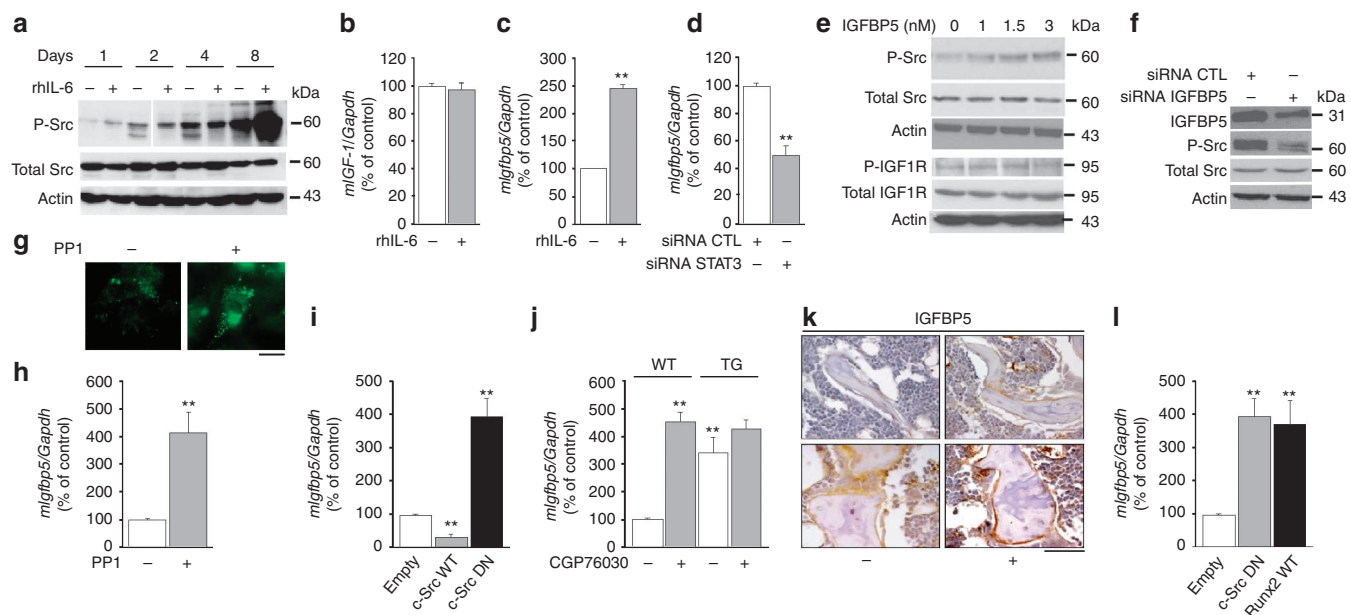 a
Days 1 2 4 8
rhIL-6 – + – + – + – + kDa
P-Src 60
Total Src 60
Actin 43
b
mIGF-1/Gapdh
(% of control)
120
100
80
60
40
20
0
rhIL-6 – +
c
mIgfbp5/Gapdh
(% of control)
300
250
200
150
100
50
0
**
rhIL-6 – +
d
mIgfbp5/Gapdh
(% of control)
120
100
80
60
40
20
0
**
siRNA CTL + –
siRNA STAT3 – +
e
IGFBP5 (nM) 0 1 1.5 3 kDa
P-Src 60
Total Src 60
Actin 43
P-IGF1R 95
Total IGF1R 95
Actin 43
f
siRNA CTL + –
siRNA IGFBP5 – + kDa
IGFBP5 31
P-Src 60
Total Src 60
Actin 43
g
PP1 – +
h
mIgfbp5/Gapdh
(% of control)
600
500
400
300
200
100
0
**
PP1 – +
i
mIgfbp5/Gapdh
(% of control)
500
400
300
200
100
0
** **
Empty
c-Src WT
c-Src DN
j
WT TG
mIgfbp5/Gapdh
(% of control)
600
500
400
300
200
100
0
** **
CGP76030 – + – +
k
IGFBP5
– +
l
mIgfbp5/Gapdh
(% of control)
500
400
300
200
100
0
** **
Empty
c-Src DN
Runx2 WT